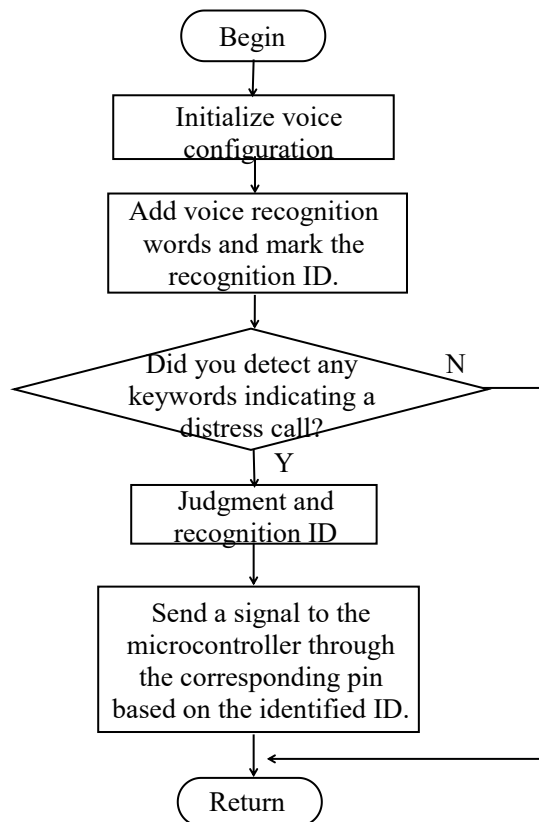 Begin
Initialize voice
configuration
Add voice recognition
words and mark the
recognition ID.
Did you detect any
keywords indicating a
distress call?
N
Y
Judgment and
recognition ID
Send a signal to the
microcontroller through
the corresponding pin
based on the identified ID.
Return